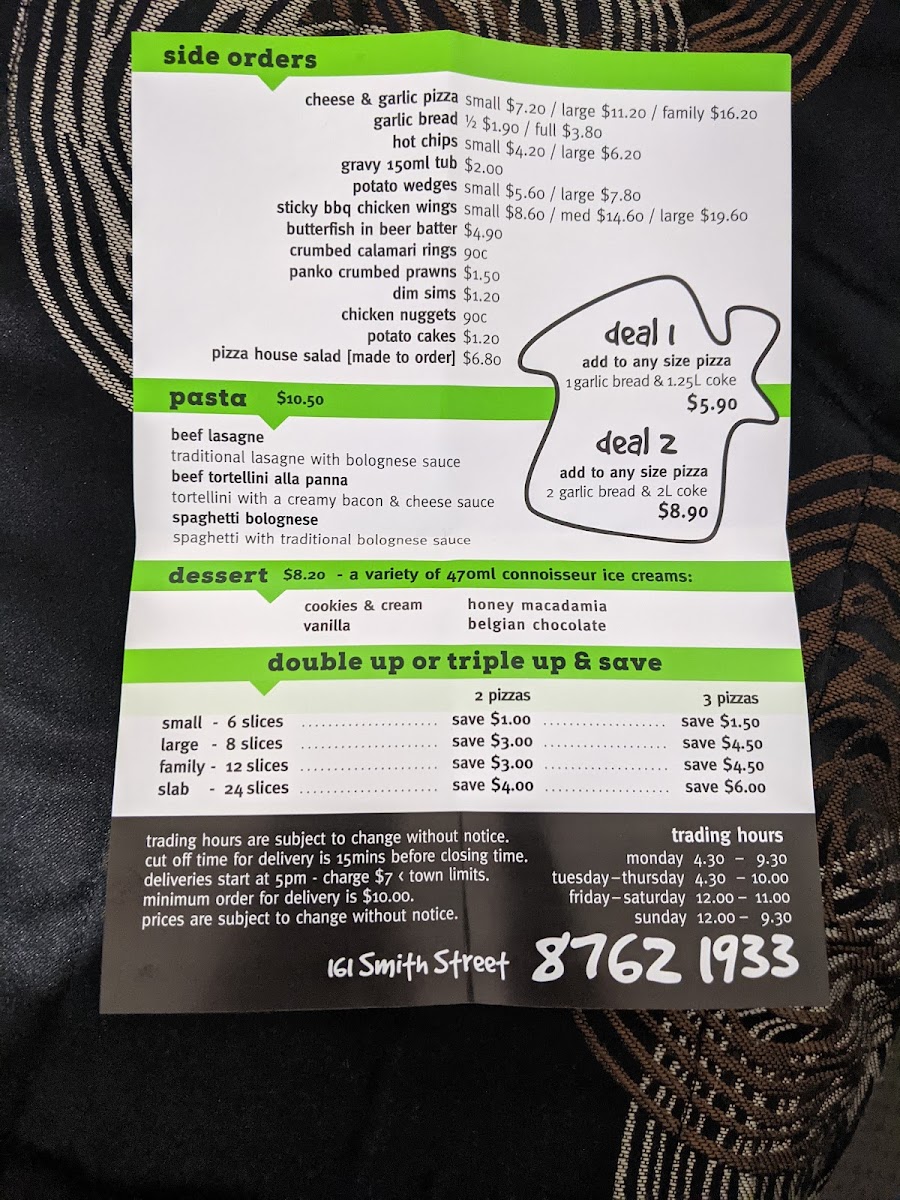 side orders
cheese & garlic pizza small $7.20 / large $11.20 / family $16.20
garlic bread ½ $1.90 / full $3.80
hot chips small $4.20 / large $6.20
gravy 150ml tub $2.00
potato wedges small $5.60 / large $7.80
sticky bbq chicken wings small $8.60 / med $14.60 / large $19.60
butterfish in beer batter $4.90
crumbed calamari rings 90c
panko crumbed prawns $1.50
dim sims $1.20
chicken nuggets 90c
potato cakes $1.20
pizza house salad [made to order] $6.80
deal 1
add to any size pizza
1 garlic bread & 1.25L coke
$5.90
deal 2
add to any size pizza
2 garlic bread & 2L coke
$8.90
pasta $10.50
beef lasagne
traditional lasagne with bolognese sauce
beef tortellini alla panna
tortellini with a creamy bacon & cheese sauce
spaghetti bolognese
spaghetti with traditional bolognese sauce
dessert $8.20 - a variety of 470ml connoisseur ice creams:
cookies & cream honey macadamia
vanilla belgian chocolate
double up or triple up & save
2 pizzas 3 pizzas
small - 6 slices ..................... save $1.00 .................. save $1.50
large - 8 slices ..................... save $3.00 .................. save $4.50
family - 12 slices ..................... save $3.00 .................. save $4.50
slab - 24 slices ..................... save $4.00 .................. save $6.00
trading hours are subject to change without notice.
cut off time for delivery is 15mins before closing time.
deliveries start at 5pm - charge $7 < town limits.
minimum order for delivery is $10.00.
prices are subject to change without notice.
trading hours
monday 4.30 – 9.30
tuesday–thursday 4.30 – 10.00
friday–saturday 12.00 – 11.00
sunday 12.00 – 9.30
161 Smith Street 8762 1933